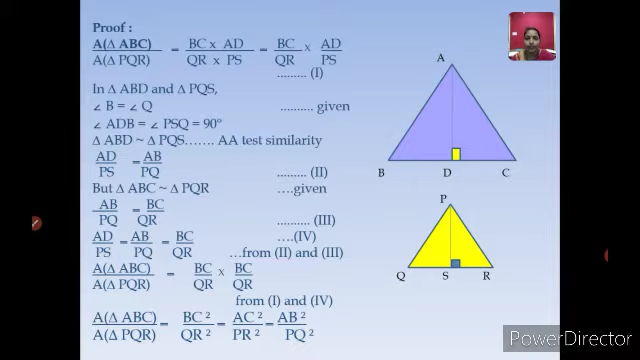 Proof :
A(Δ ABC) / A(Δ PQR) = BC x AD / QR x PS = BC / QR x AD / PS
......... (I)
In Δ ABD and Δ PQS,
∠ B = ∠ Q .......... given
∠ ADB = ∠ PSQ = 90°
Δ ABD ~ Δ PQS……. AA test similarity
AD / PS = AB / PQ ......... (II)
But Δ ABC ~ Δ PQR ….given
AB / PQ = BC / QR .......... (III)
AD / PS = AB / PQ = BC / QR ….(IV)
…from (II) and (III)
A(Δ ABC) / A(Δ PQR) = BC / QR x BC / QR
from (I) and (IV)
A(Δ ABC) / A(Δ PQR) = BC ² / QR ² = AC ² / PR ² = AB ² / PQ ²
A
B D C
P
Q S R
PowerDirector